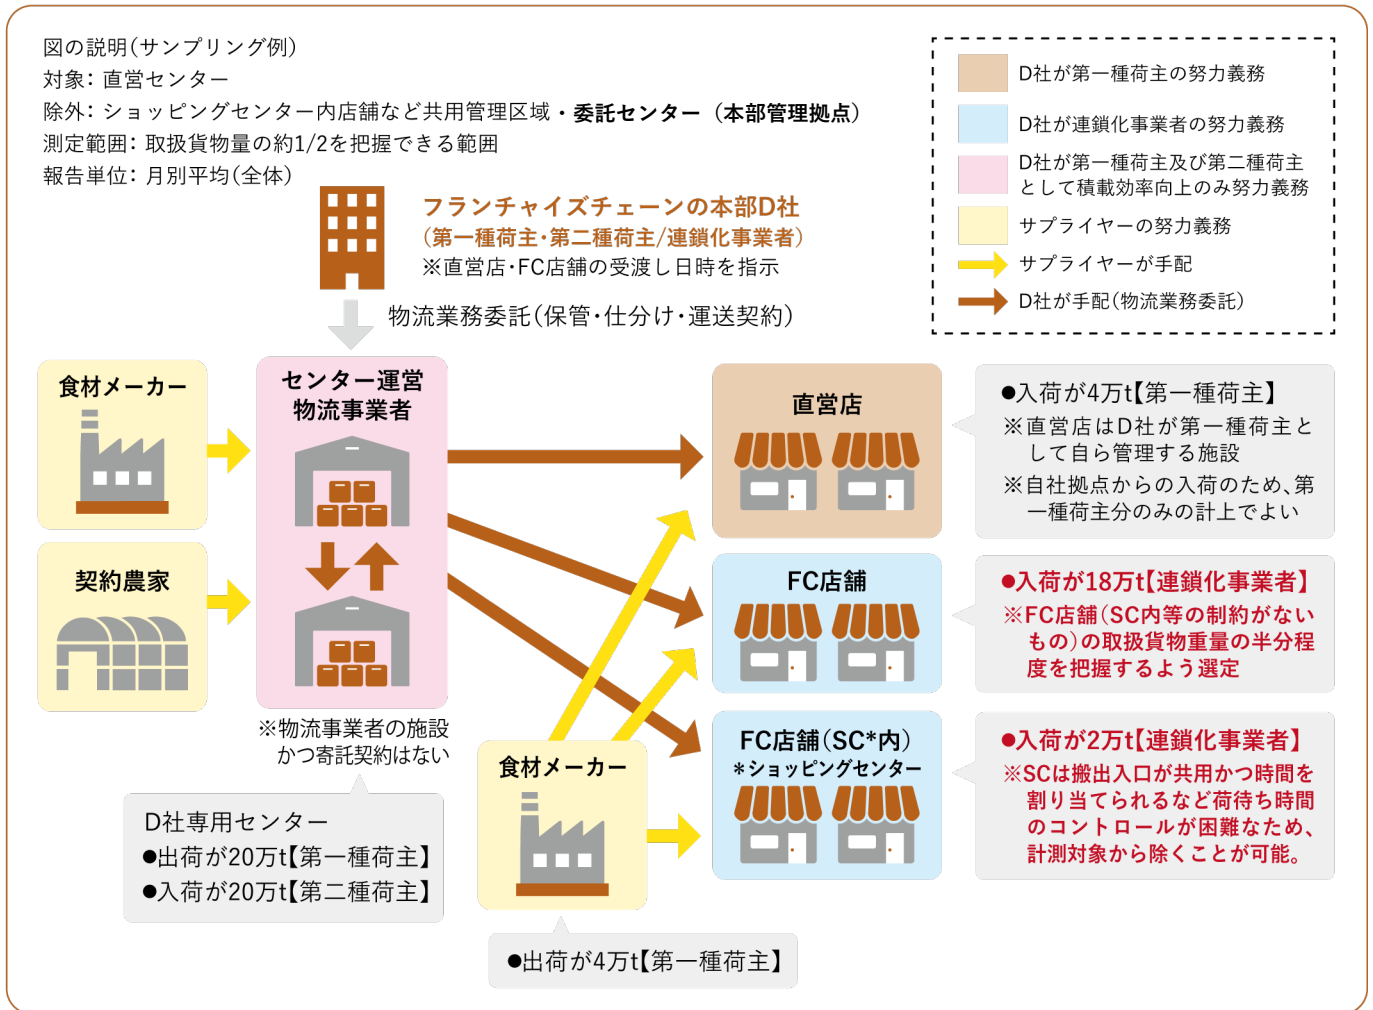 図の説明(サンプリング例)
対象： 直営センター
除外： ショッピングセンター内店舗など共用管理区域・委託センター（本部管理拠点）
測定範囲： 取扱貨物量の約1/2を把握できる範囲
報告単位： 月別平均(全体)
D社が第一種荷主の努力義務
D社が連鎖化事業者の努力義務
D社が第一種荷主及び第二種荷主
として積載効率向上のみ努力義務
サプライヤーの努力義務
サプライヤーが手配
D社が手配(物流業務委託)
フランチャイズチェーンの本部D社
(第一種荷主・第二種荷主/連鎖化事業者)
※直営店・FC店舗の受渡し日時を指示
物流業務委託(保管・仕分け・運送契約)
食材メーカー
契約農家
センター運営
物流事業者
※物流事業者の施設
かつ寄託契約はない
D社専用センター
●出荷が20万t【第一種荷主】
●入荷が20万t【第二種荷主】
食材メーカー
●出荷が4万t【第一種荷主】
直営店
●入荷が4万t【第一種荷主】
※直営店はD社が第一種荷主と
して自ら管理する施設
※自社拠点からの入荷のため、第
一種荷主分のみの計上でよい
FC店舗
●入荷が18万t【連鎖化事業者】
※FC店舗(SC内等の制約がない
もの)の取扱貨物重量の半分程
度を把握するよう選定
FC店舗(SC*内)
*ショッピングセンター
●入荷が2万t【連鎖化事業者】
※SCは搬出入口が共用かつ時間を
割り当てられるなど荷待ち時間
のコントロールが困難なため、
計測対象から除くことが可能。